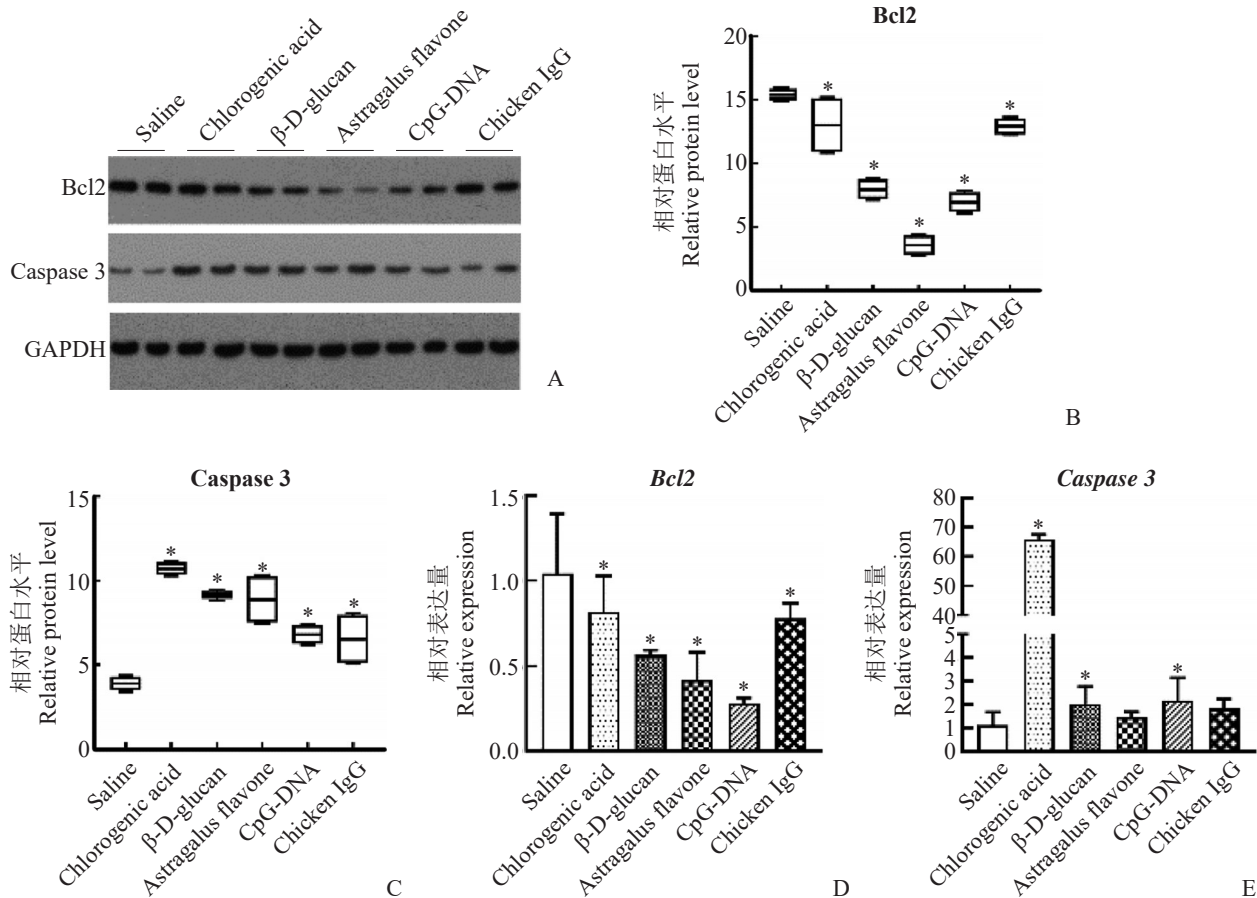 Saline
Chlorogenic acid
β-D-glucan
Astragalus flavone
CpG-DNA
Chicken IgG
Bcl2
Caspase 3
GAPDH
A
Bcl2
相对蛋白水平
Relative protein level
20
15
10
5
0
*
*
*
*
*
Saline
Chlorogenic acid
β-D-glucan
Astragalus flavone
CpG-DNA
Chicken IgG
B
Caspase 3
相对蛋白水平
Relative protein level
15
10
5
0
*
*
*
*
*
Saline
Chlorogenic acid
β-D-glucan
Astragalus flavone
CpG-DNA
Chicken IgG
C
Bcl2
相对表达量
Relative expression
1.5
1.0
0.5
0.0
*
*
*
*
*
Saline
Chlorogenic acid
β-D-glucan
Astragalus flavone
CpG-DNA
Chicken IgG
D
Caspase 3
相对表达量
Relative expression
80
70
60
50
40
30
5
4
3
2
1
0
*
*
*
Saline
Chlorogenic acid
β-D-glucan
Astragalus flavone
CpG-DNA
Chicken IgG
E